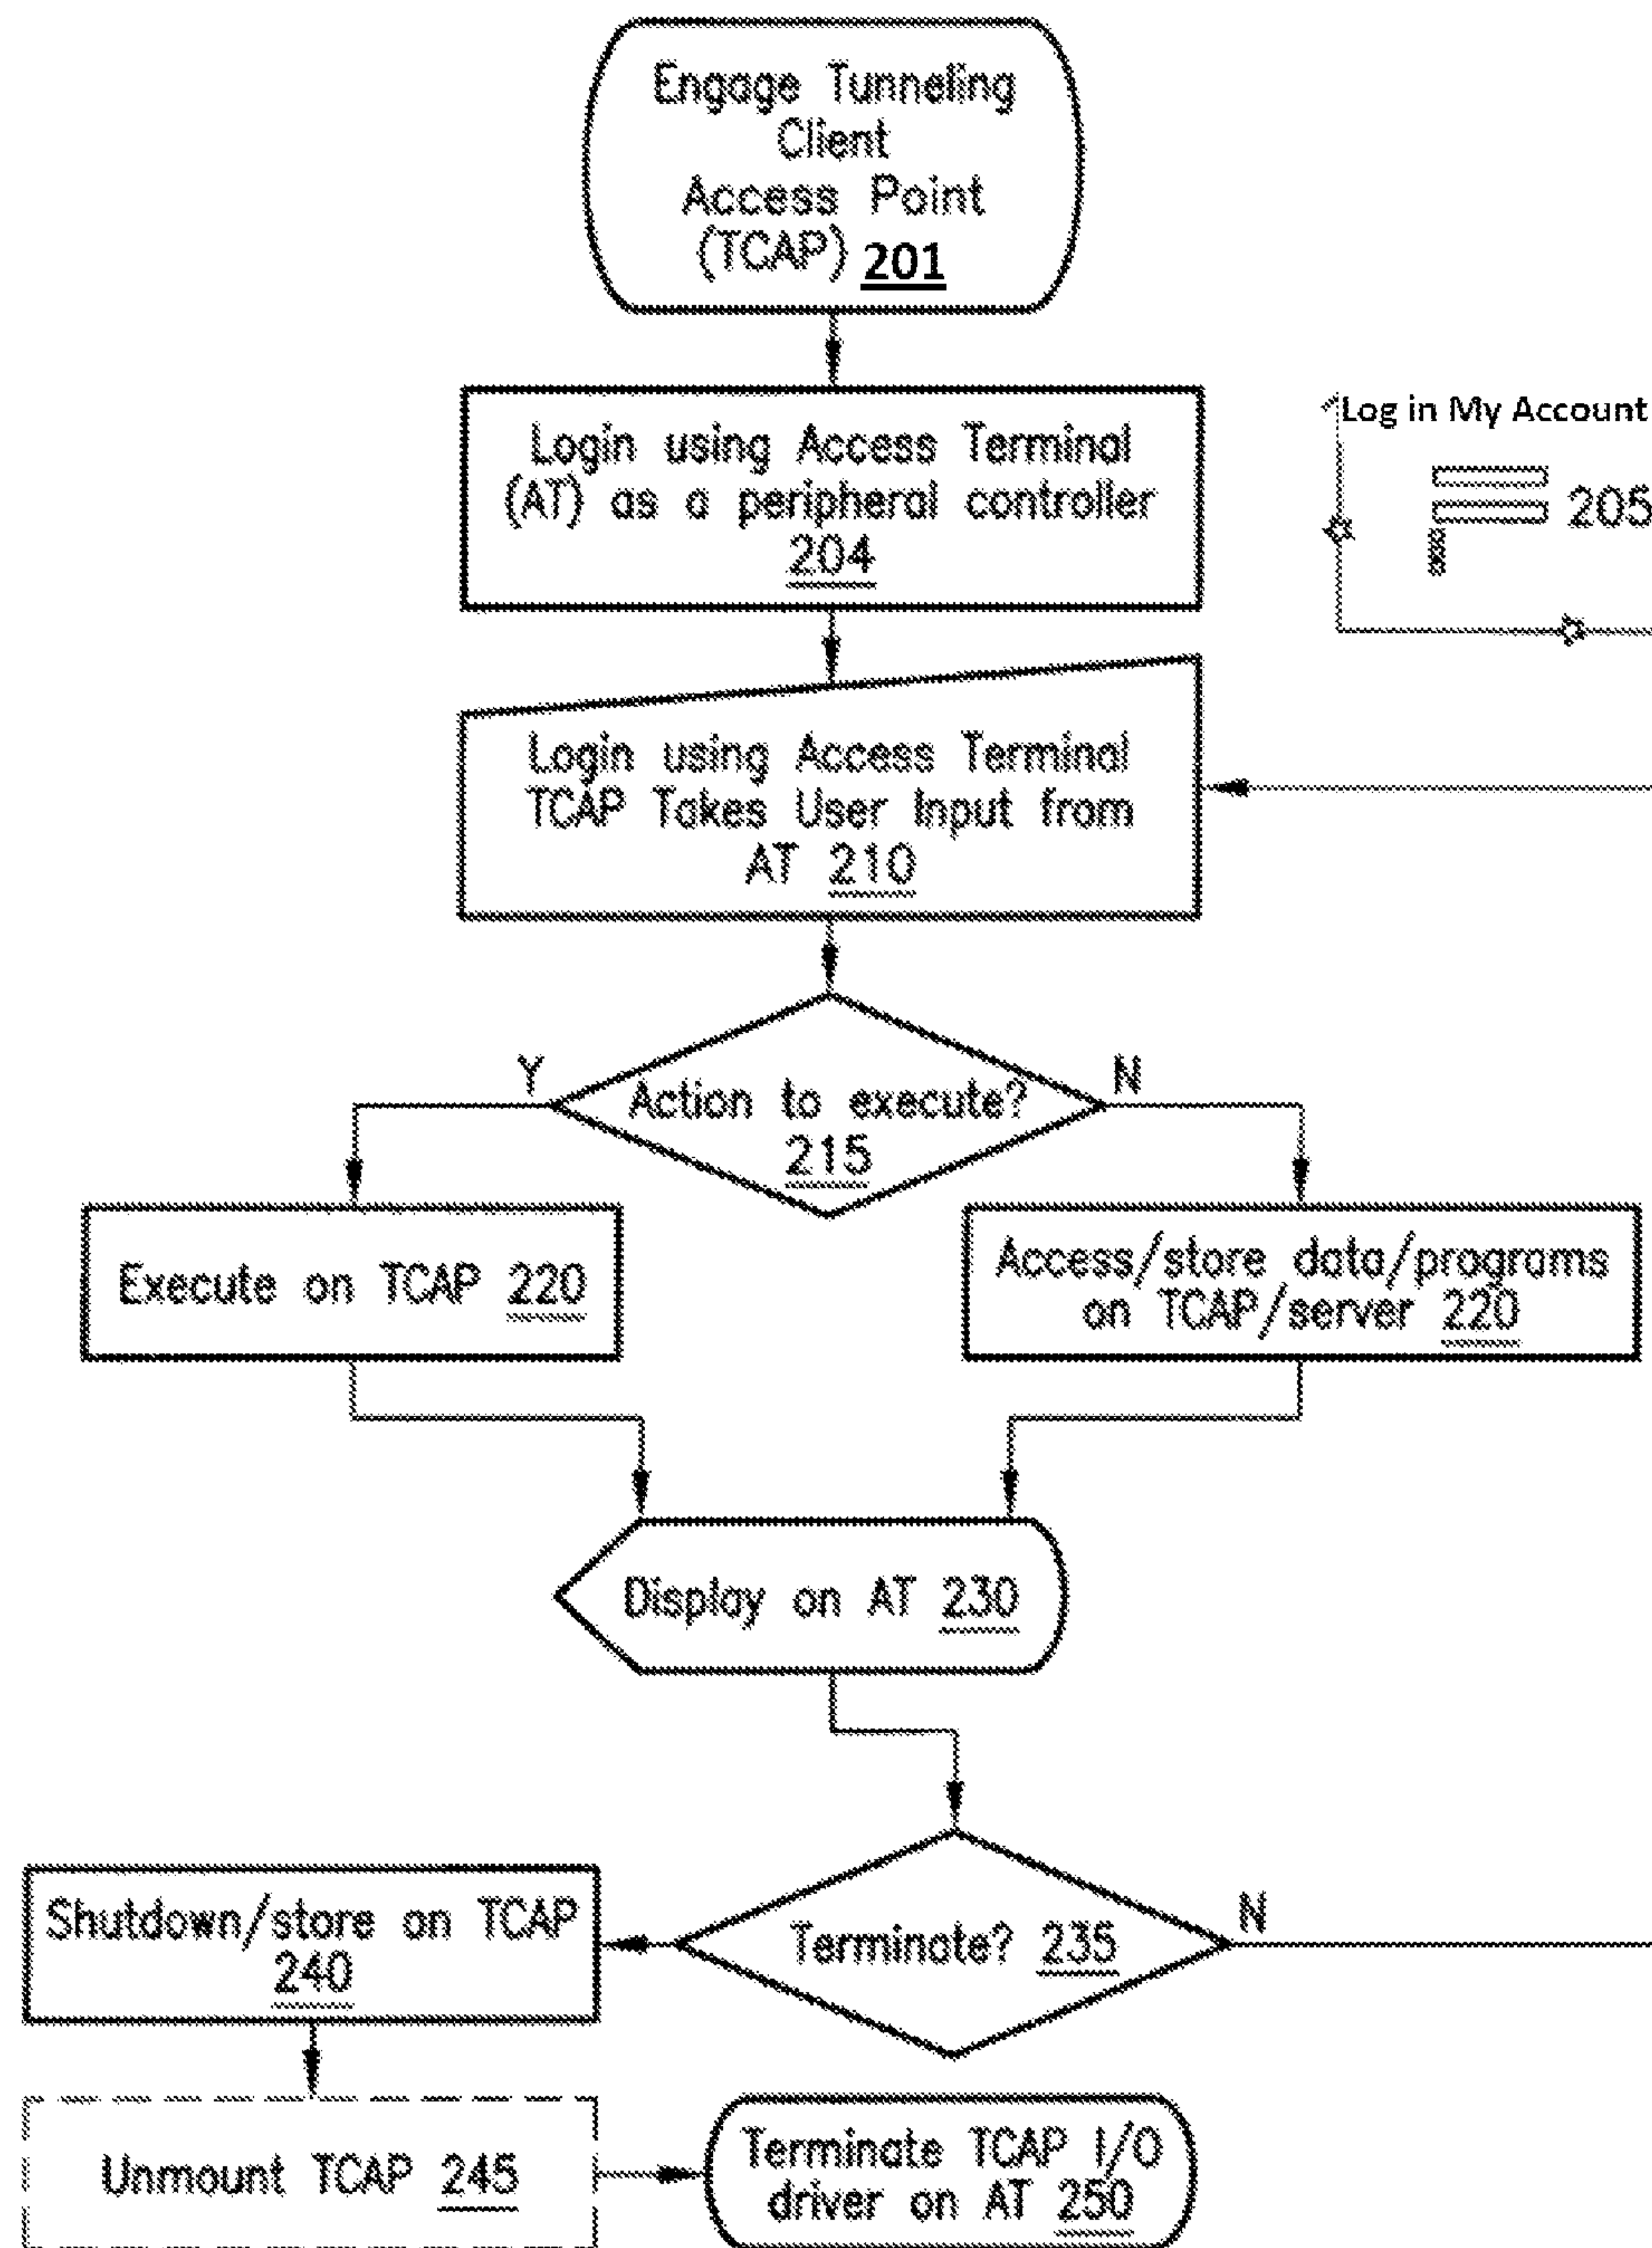 Engage Tunneling
Client
Access Point
(TCAP) 201
Login using Access Terminal
(AT) as a peripheral controller
204
Log in My Account
205
Login using Access Terminal
TCAP Takes User Input from
AT 210
Y
N
Action to execute?
215
Execute on TCAP 220
Access/store data/programs
on TCAP/server 220
Display on AT 230
Shutdown/store on TCAP
240
Terminate? 235
N
Unmount TCAP 245
Terminate TCAP I/O
driver on AT 250